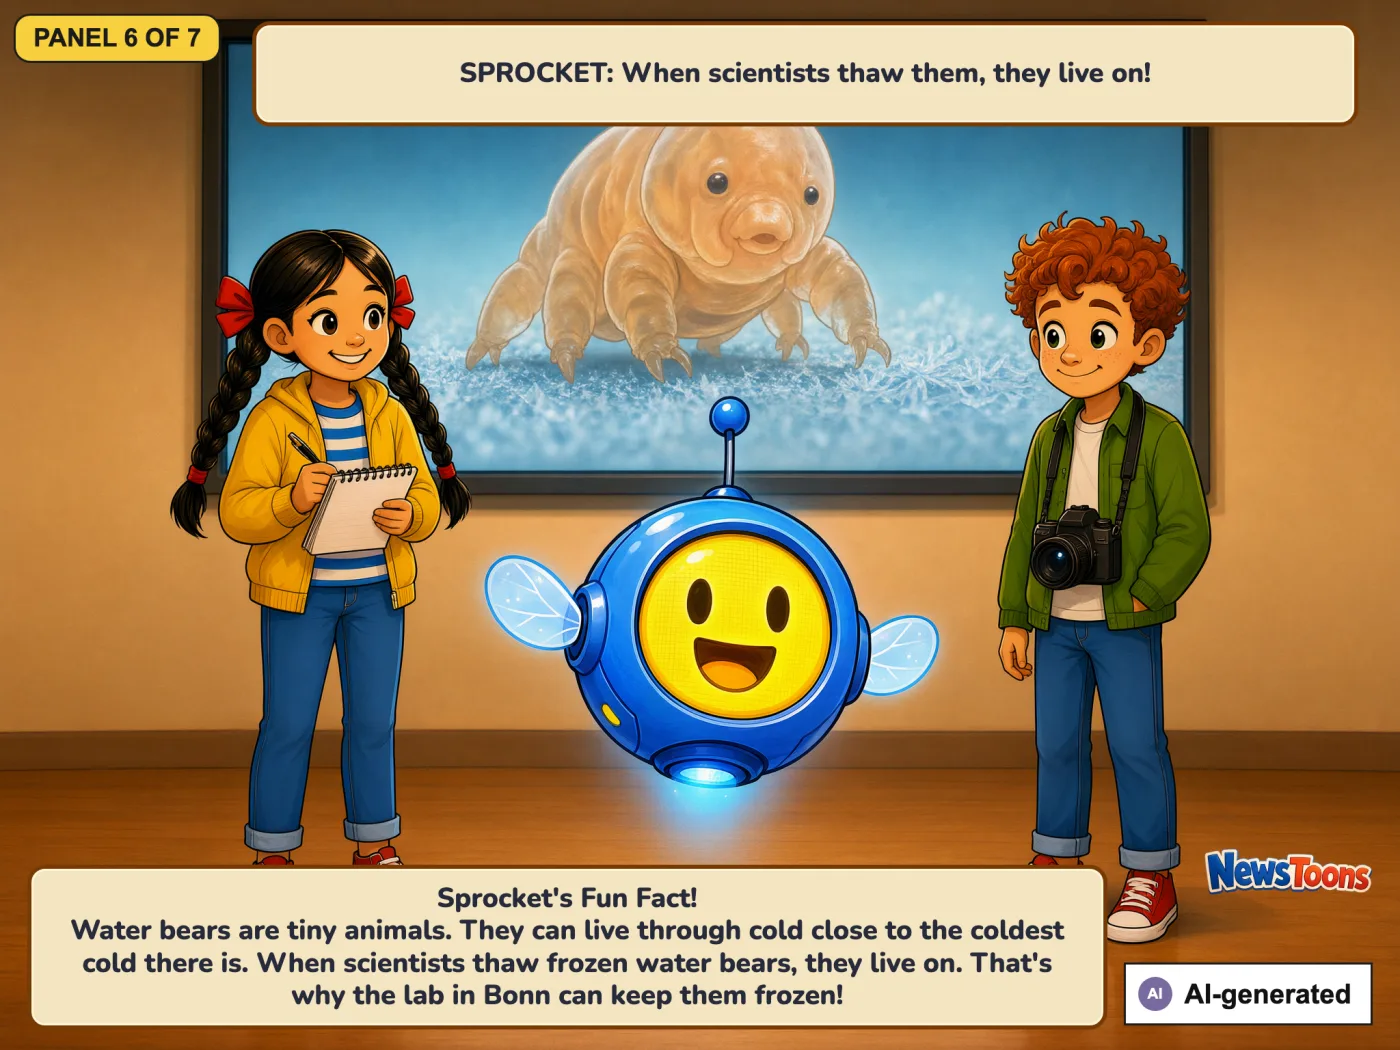 PANEL 6 OF 7
SPROCKET: When scientists thaw them, they live on!
Sprocket's Fun Fact!
Water bears are tiny animals. They can live through cold close to the coldest
cold there is. When scientists thaw frozen water bears, they live on. That's
why the lab in Bonn can keep them frozen!
NewsToons
AI AI-generated